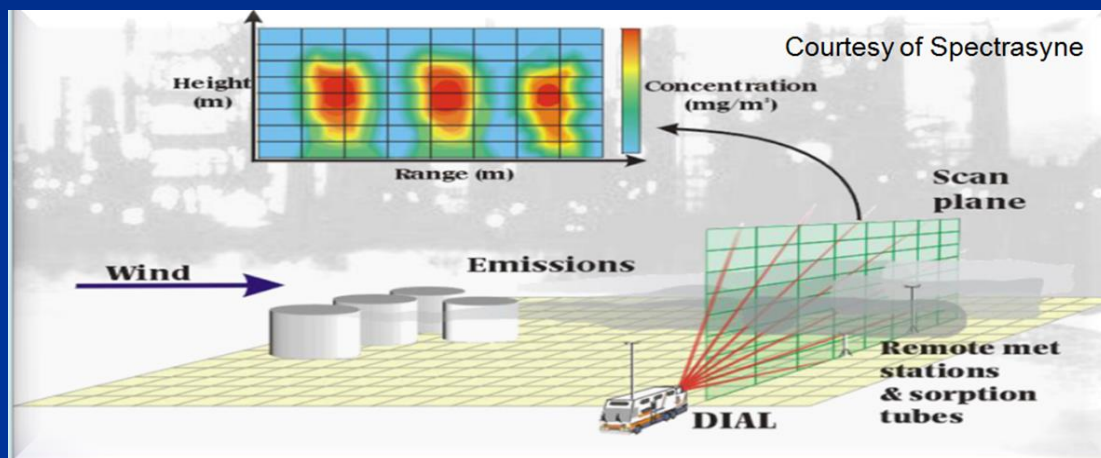 Courtesy of Spectrasyne
Height
(m)
Concentration
(mg/m³)
Range (m)
Scan
plane
Wind
Emissions
Remote met
stations
& sorption
tubes
DIAL